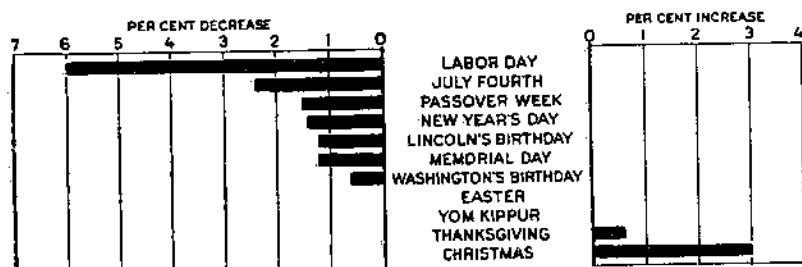 PER CENT DECREASE
PER CENT INCREASE
7 6 5 4 3 2 1 0
0 1 2 3 4
LABOR DAY
JULY FOURTH
PASSOVER WEEK
NEW YEAR'S DAY
LINCOLN'S BIRTHDAY
MEMORIAL DAY
WASHINGTON'S BIRTHDAY
EASTER
YOM KIPPUR
THANKSGIVING
CHRISTMAS